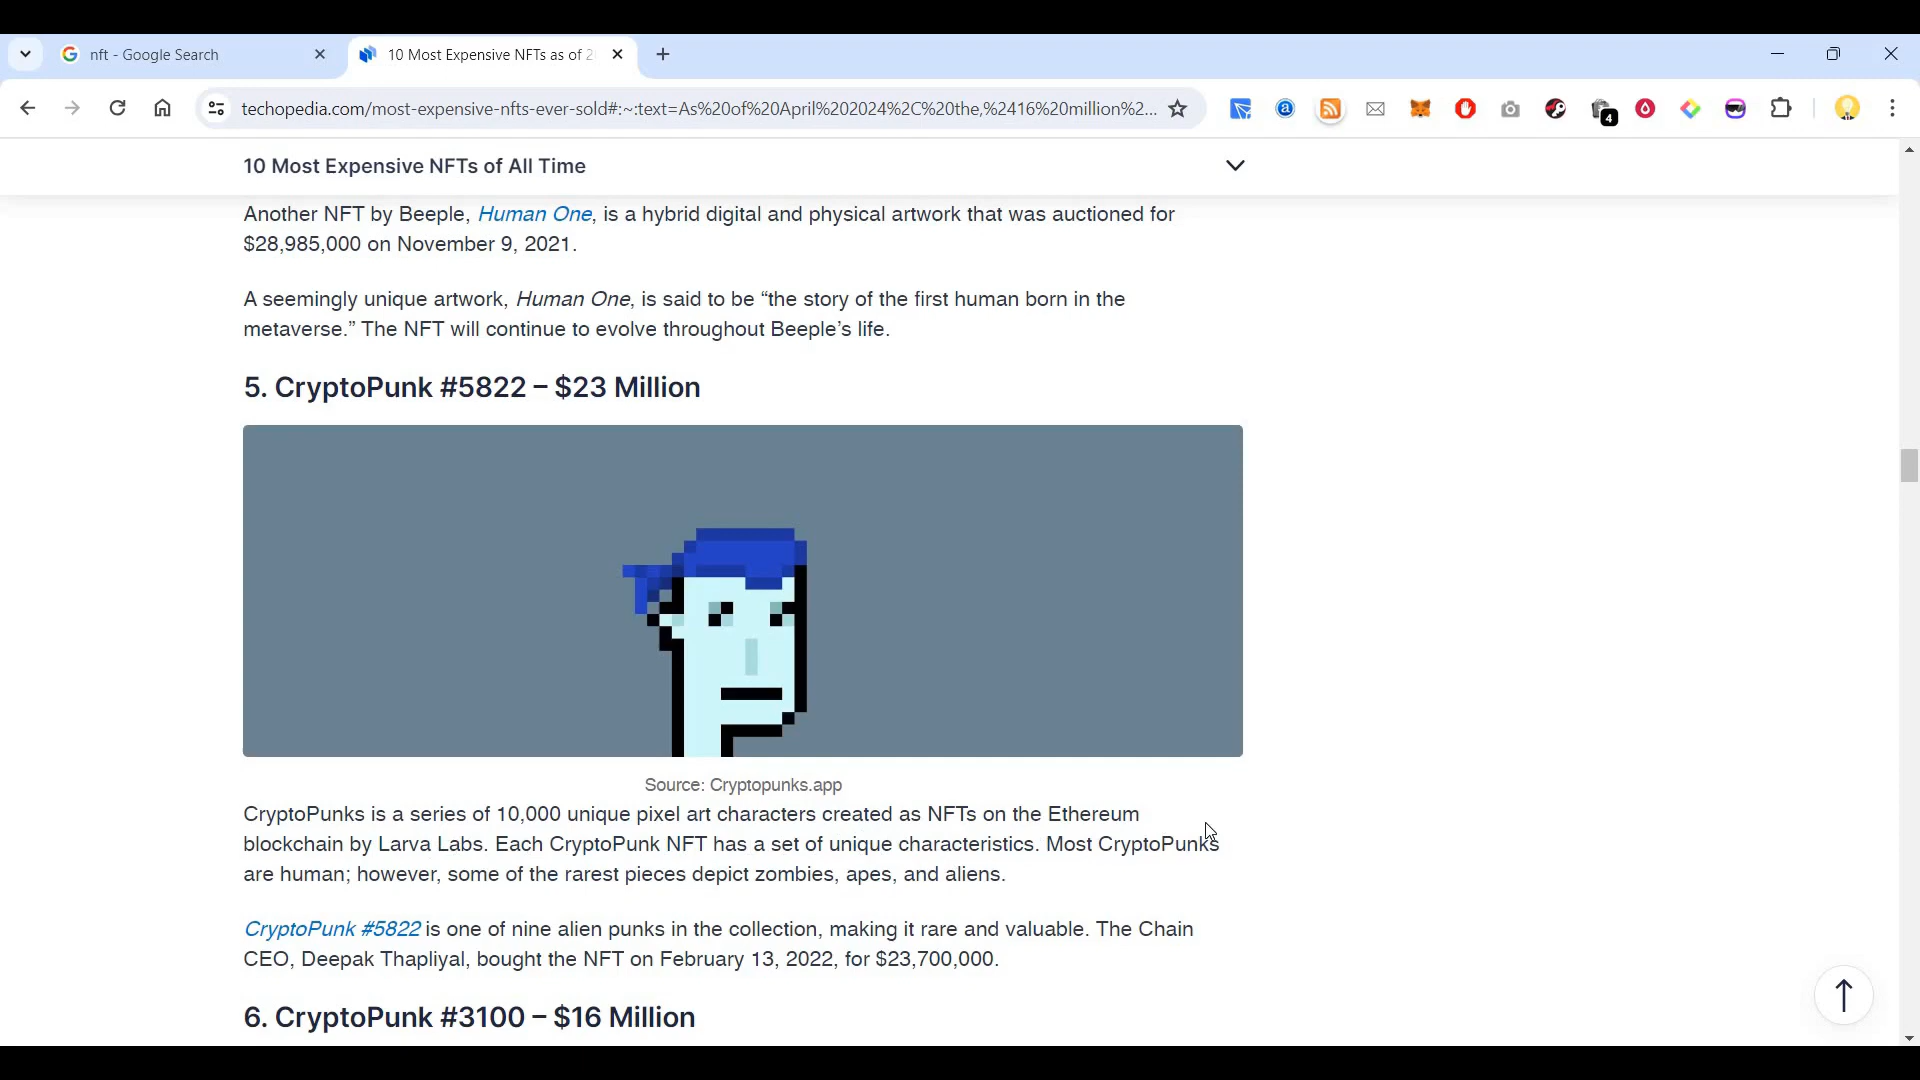 nft - Google Search
10 Most Expensive NFTs as of 2
techopedia.com/most-expensive-nfts-ever-sold#:~:text=As%20of%20April%202024%2C%20the,%2416%20million%2...
4
10 Most Expensive NFTs of All Time
Another NFT by Beeple, Human One, is a hybrid digital and physical artwork that was auctioned for
$28,985,000 on November 9, 2021.
A seemingly unique artwork, Human One, is said to be “the story of the first human born in the
metaverse.” The NFT will continue to evolve throughout Beeple’s life.
5. CryptoPunk #5822 – $23 Million
Source: Cryptopunks.app
CryptoPunks is a series of 10,000 unique pixel art characters created as NFTs on the Ethereum
blockchain by Larva Labs. Each CryptoPunk NFT has a set of unique characteristics. Most CryptoPunks
are human; however, some of the rarest pieces depict zombies, apes, and aliens.
CryptoPunk #5822 is one of nine alien punks in the collection, making it rare and valuable. The Chain
CEO, Deepak Thapliyal, bought the NFT on February 13, 2022, for $23,700,000.
6. CryptoPunk #3100 – $16 Million